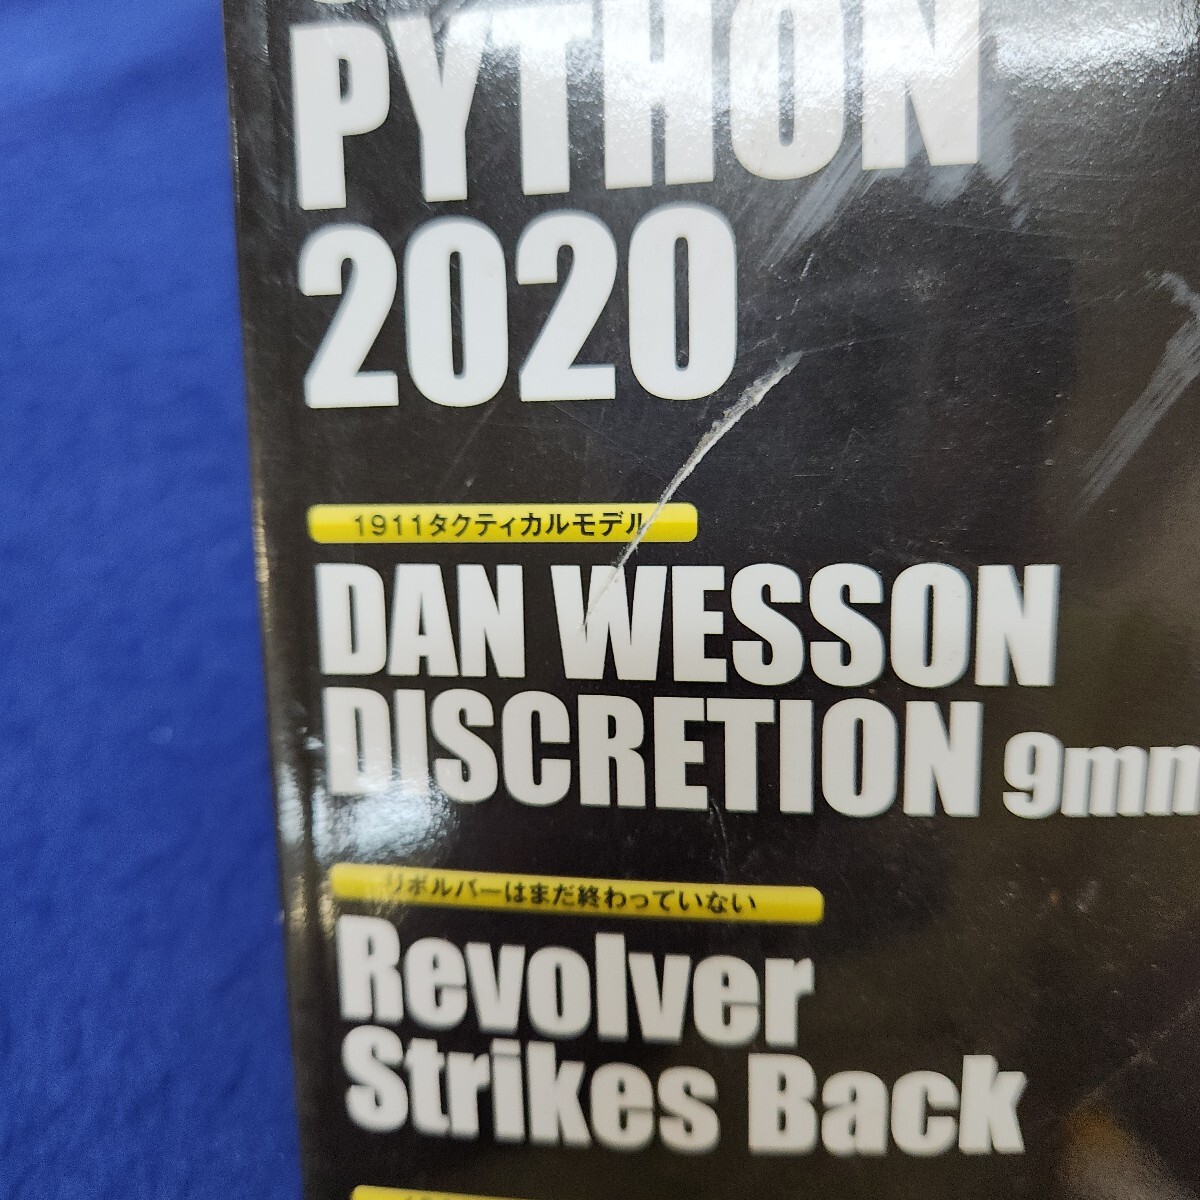 PYTHON
2020
1911タクティカルモデル
DAN WESSON
DISCRETION 9mm
リボルバーはまだ終わっていない
Revolver
Strikes Back